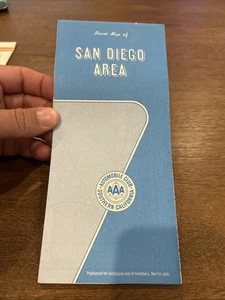 Street Map of
SAN DIEGO
AREA
AUTOMOBILE CLUB
AAA
SOUTHERN CALIFORNIA
Published for exclusive use of members. Not for sale.